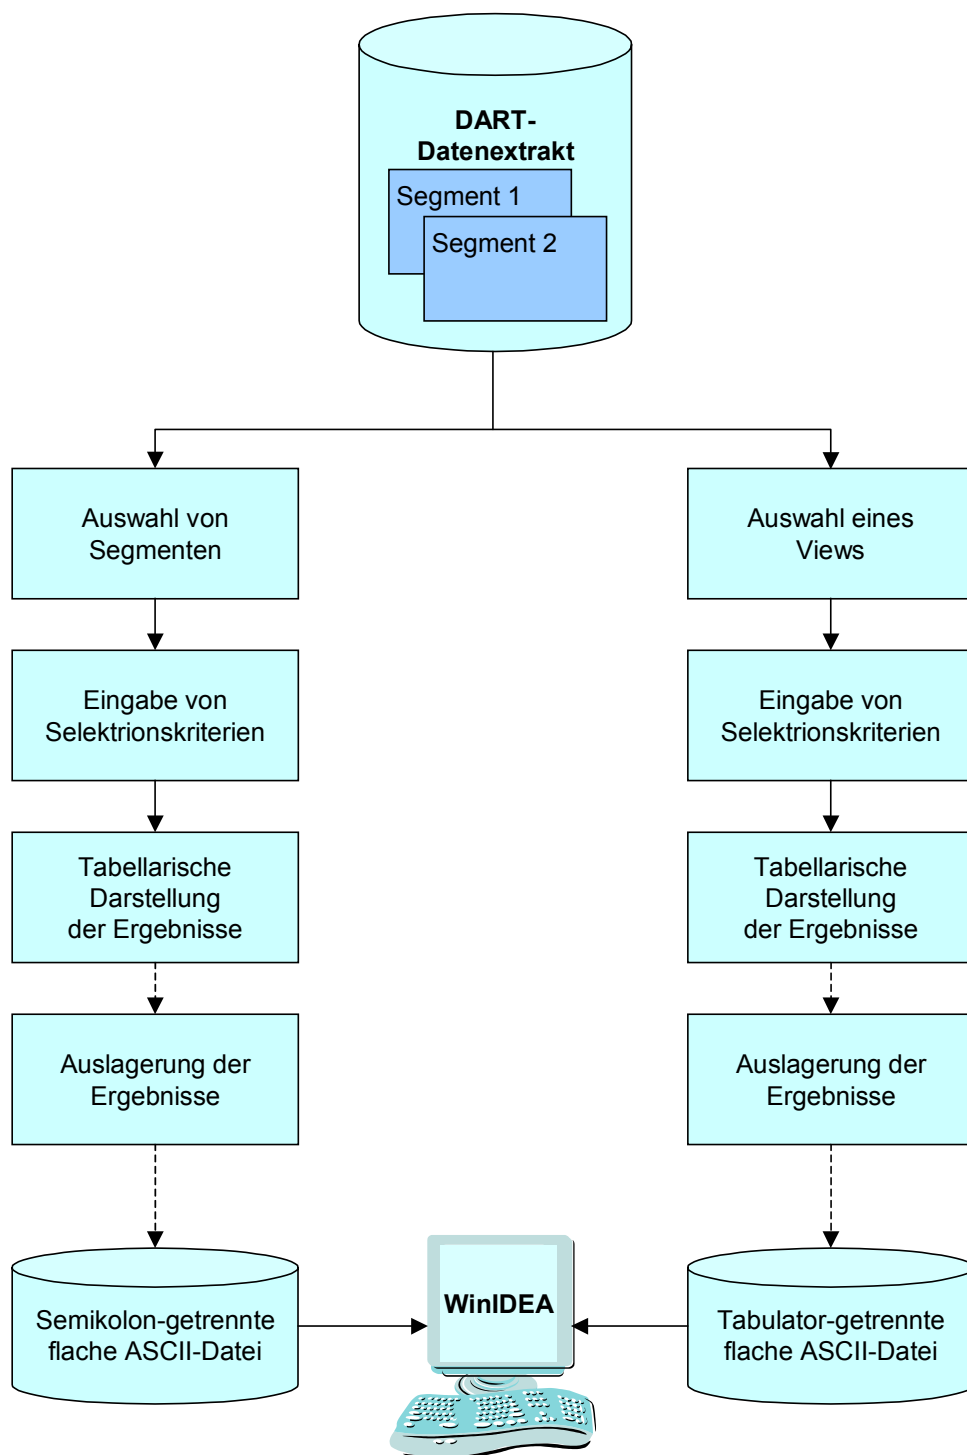 DART-
Datenextrakt
Segment 1
Segment 2
Auswahl von
Segmenten
Eingabe von
Selektrionskriterien
Tabellarische
Darstellung
der Ergebnisse
Auslagerung der
Ergebnisse
Semikolon-getrennte
flache ASCII-Datei
Auswahl eines
Views
Eingabe von
Selektrionskriterien
Tabellarische
Darstellung
der Ergebnisse
Auslagerung der
Ergebnisse
Tabulator-getrennte
flache ASCII-Datei
WinIDEA